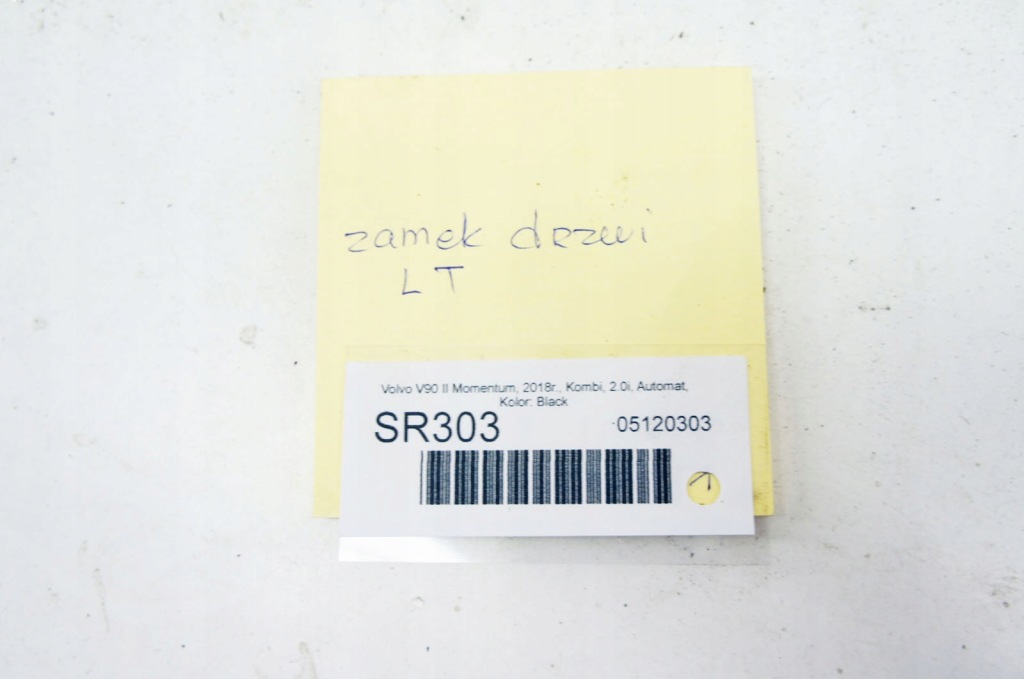 zamek drzwi
LT
Volvo V90 II Momentum, 2018r., Kombi, 2.0i, Automat,
Kolor: Black
SR303 05120303